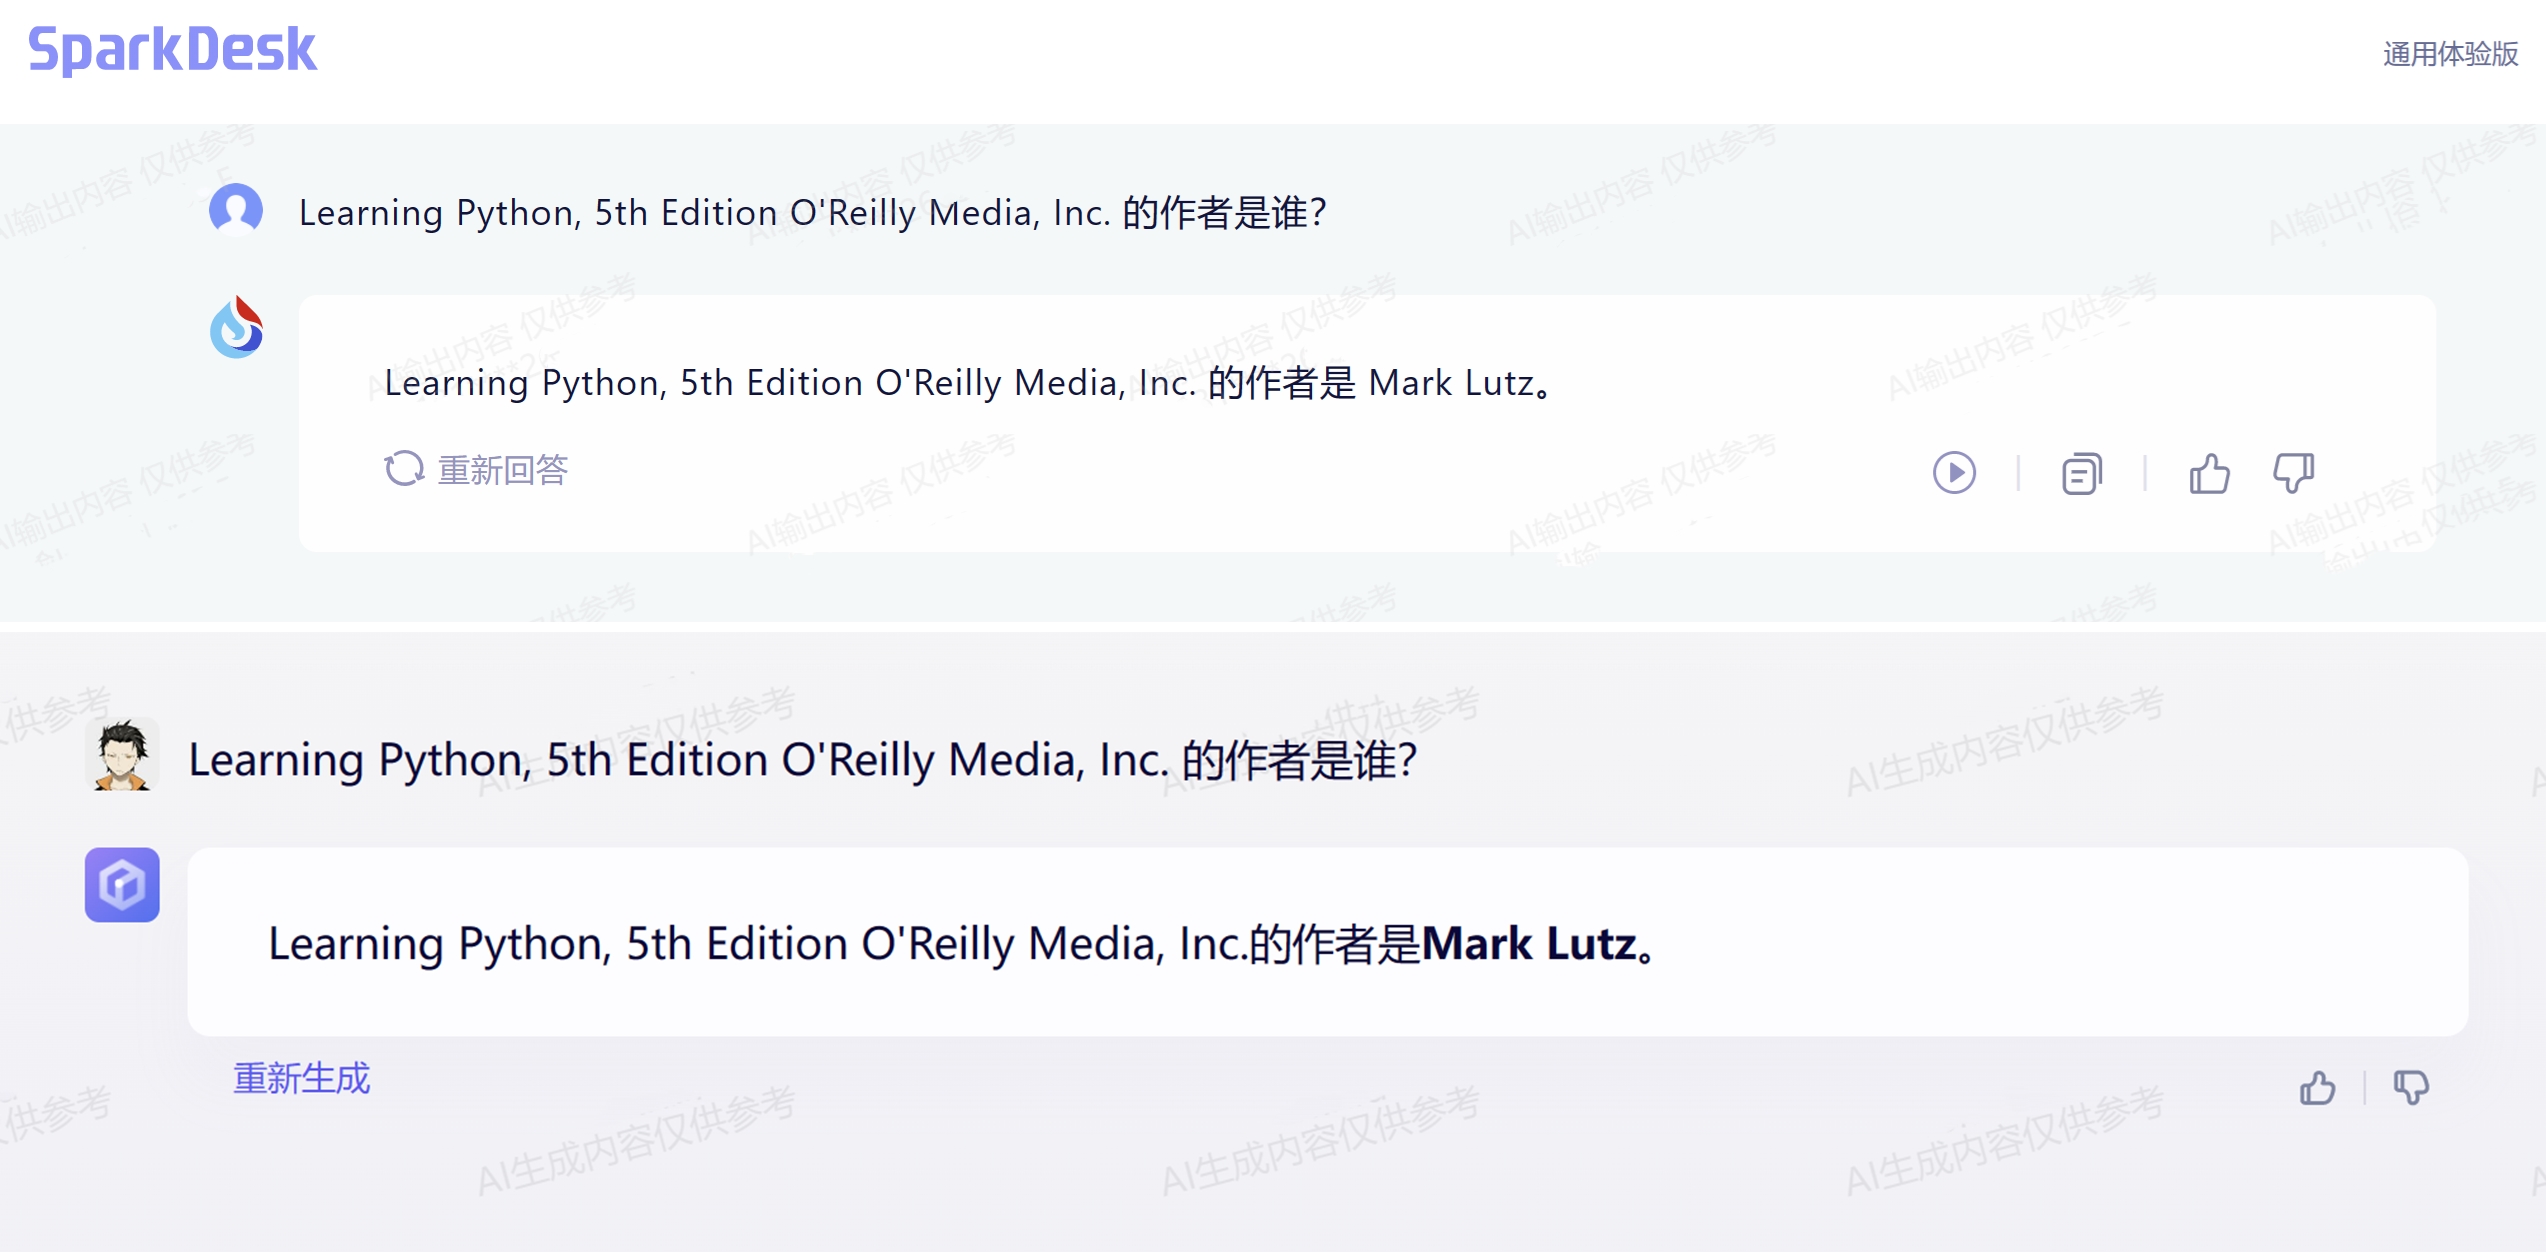 SparkDesk
通用体验版
Learning Python, 5th Edition O'Reilly Media, Inc. 的作者是谁?
Learning Python, 5th Edition O'Reilly Media, Inc. 的作者是 Mark Lutz。
重新回答
AI输出内容 仅供参考
Learning Python, 5th Edition O'Reilly Media, Inc. 的作者是谁?
Learning Python, 5th Edition O'Reilly Media, Inc.的作者是Mark Lutz。
重新生成
AI生成内容仅供参考